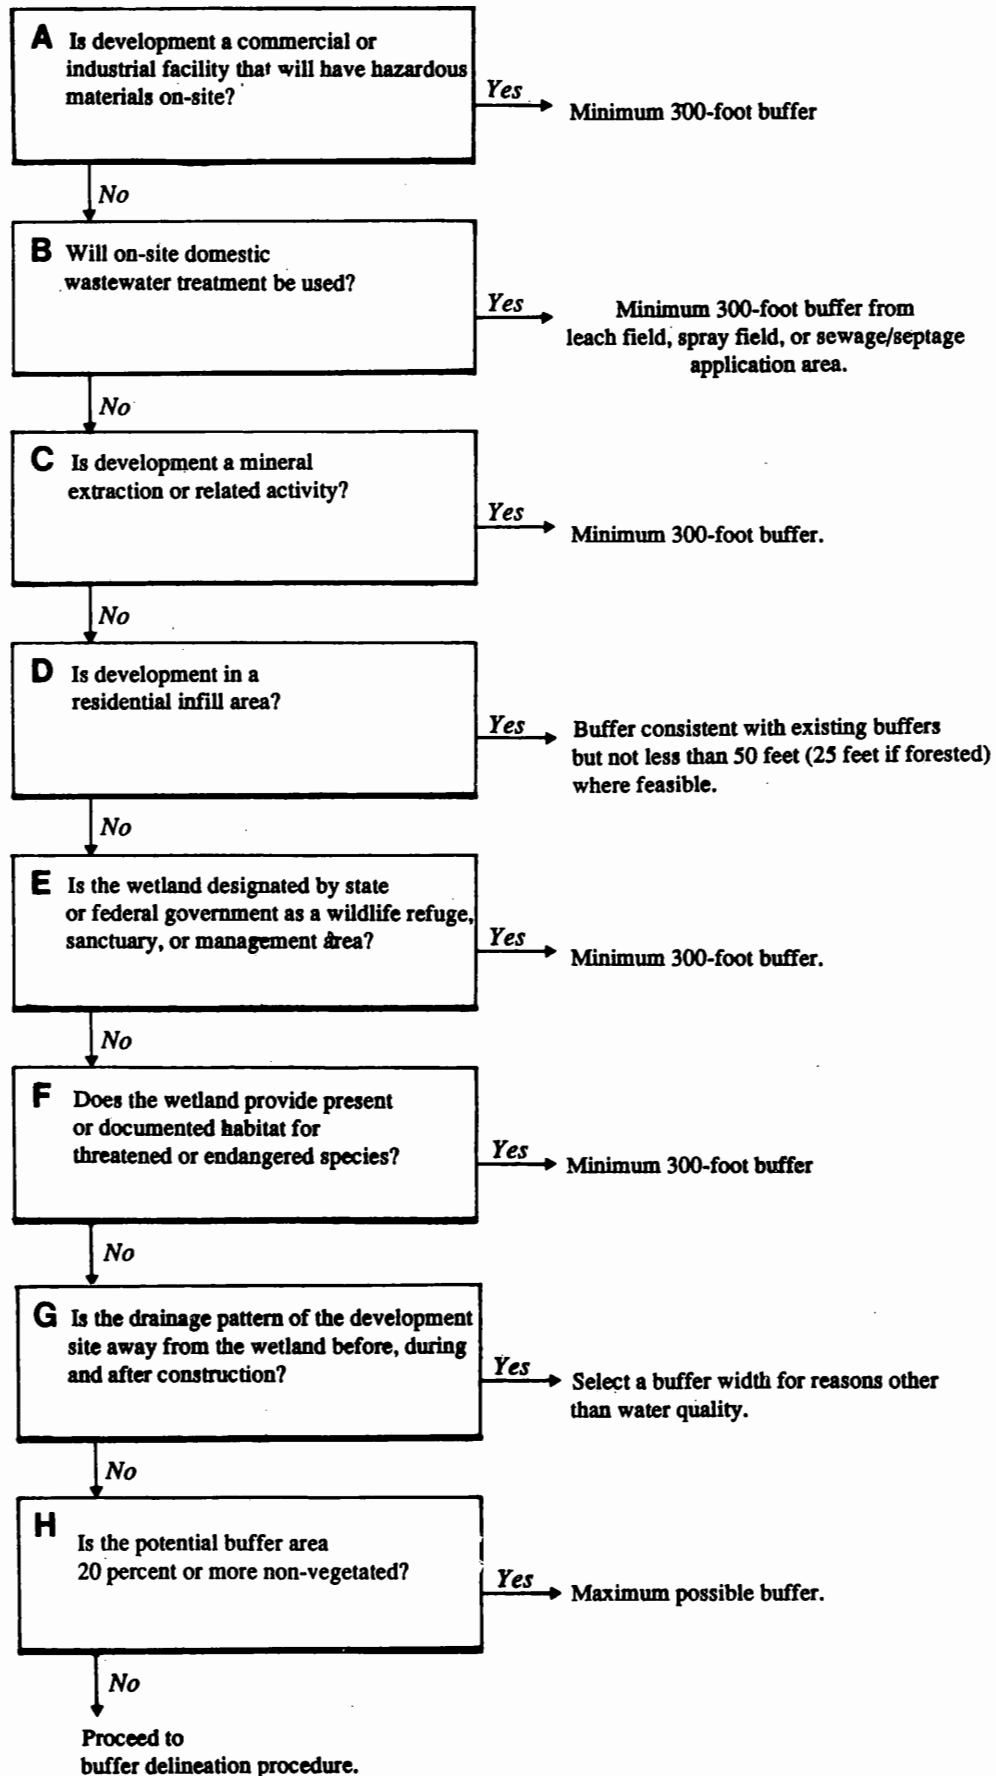 A Is development a commercial or
industrial facility that will have hazardous
materials on-site?
Yes
Minimum 300-foot buffer
No
B Will on-site domestic
wastewater treatment be used?
Yes
Minimum 300-foot buffer from
leach field, spray field, or sewage/septage
application area.
No
C Is development a mineral
extraction or related activity?
Yes
Minimum 300-foot buffer.
No
D Is development in a
residential infill area?
Yes
Buffer consistent with existing buffers
but not less than 50 feet (25 feet if forested)
where feasible.
No
E Is the wetland designated by state
or federal government as a wildlife refuge,
sanctuary, or management area?
Yes
Minimum 300-foot buffer.
No
F Does the wetland provide present
or documented habitat for
threatened or endangered species?
Yes
Minimum 300-foot buffer
No
G Is the drainage pattern of the development
site away from the wetland before, during
and after construction?
Yes
Select a buffer width for reasons other
than water quality.
No
H
Is the potential buffer area
20 percent or more non-vegetated?
Yes
Maximum possible buffer.
No
Proceed to
buffer delineation procedure.